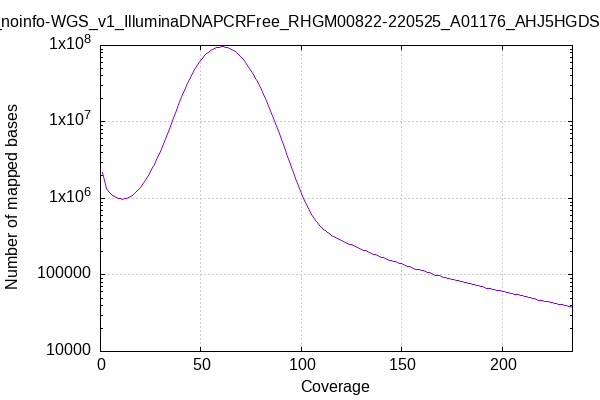 _noinfo-WGS_v1_IlluminaDNAPCRFree_RHGM00822-220525_A01176_AHJ5HGDS
1x10^8
1x10^7
1x10^6
100000
10000
Number of mapped bases
0 50 100 150 200
Coverage